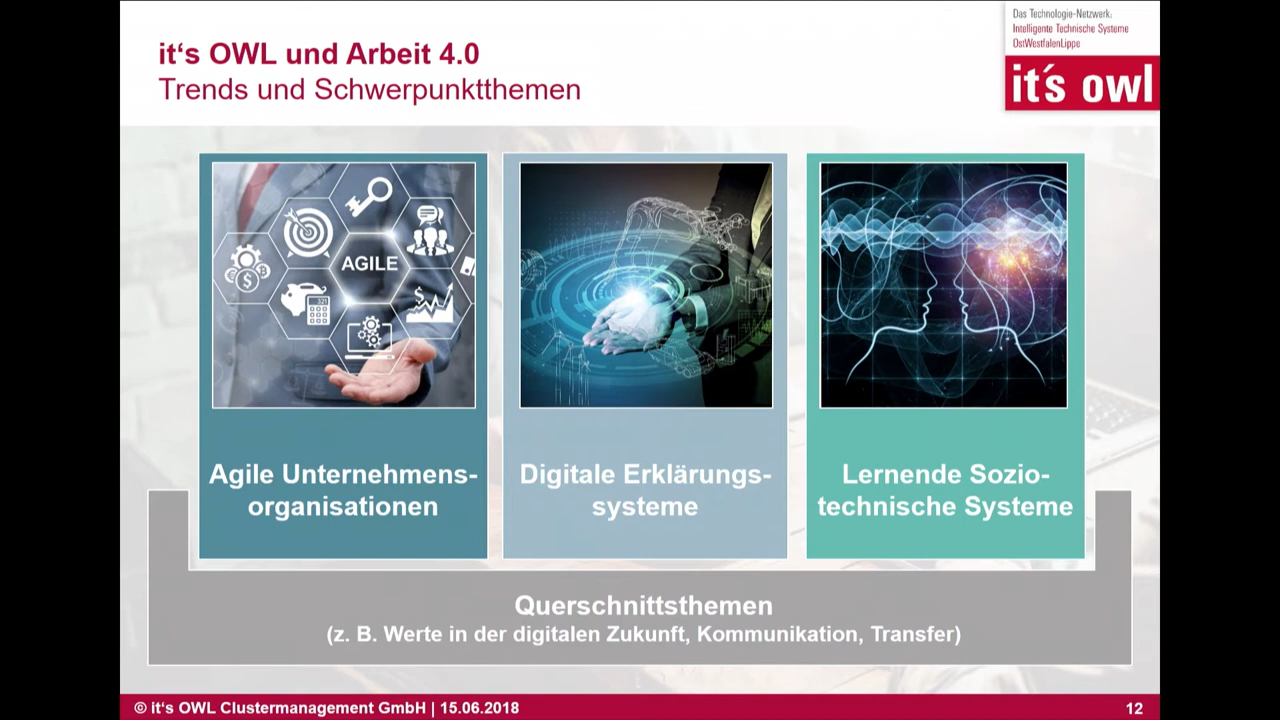 it‘s OWL und Arbeit 4.0
Trends und Schwerpunktthemen
Das Technologie-Netzwerk:
Intelligente Technische Systeme
OstWestfalenLippe
it´s owl
AGILE
321
Agile Unternehmens-
organisationen
Digitale Erklärungs-
systeme
Lernende Sozio-
technische Systeme
Querschnittsthemen
(z. B. Werte in der digitalen Zukunft, Kommunikation, Transfer)
© it‘s OWL Clustermanagement GmbH | 15.06.2018
12